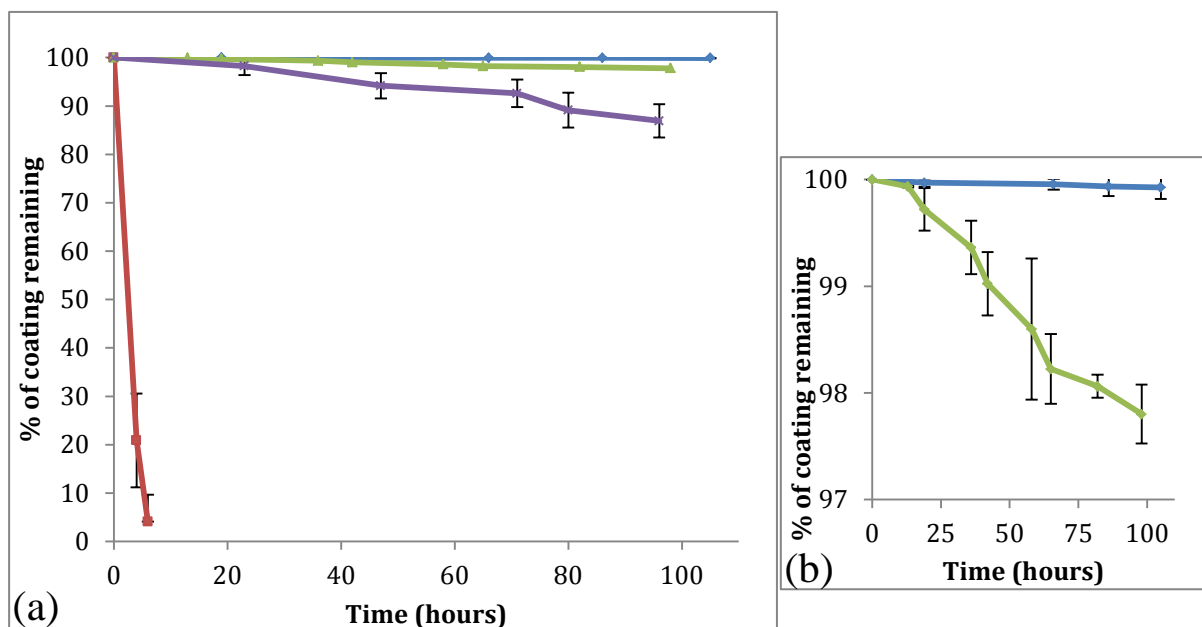 % of coating remaining
100
90
80
70
60
50
40
30
20
10
0
0 20 40 60 80 100
Time (hours)
(a)
% of coating remaining
100
99
98
97
0 25 50 75 100
Time (hours)
(b)